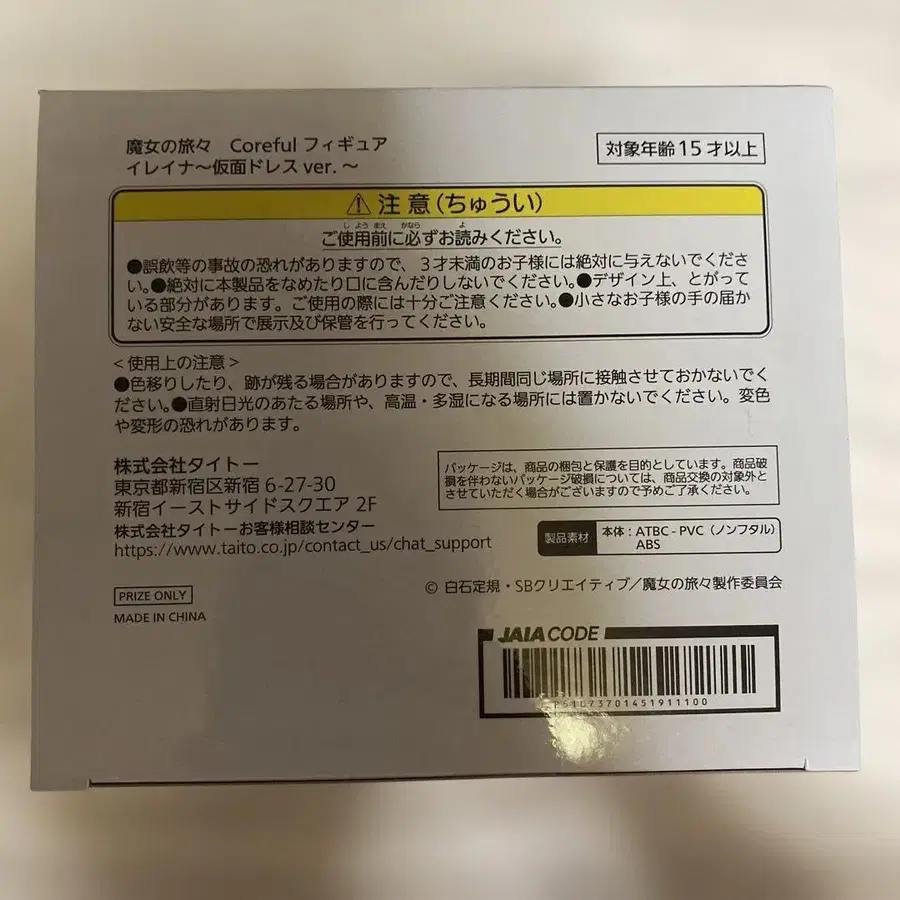 魔女の旅々 Coreful フィギュア
イレイナ～仮面ドレス ver. ～
対象年齢 15 才以上
⚠ 注 意 (ちゅうい)
ご使用前に必ずお読みください。
●誤飲等の事故の恐れがありますので、３才未満のお子様には絶対に与えないでくださ
い。●絶対に本製品をなめたり口に含んだりしないでください。●デザイン上、とがって
いる部分があります。ご使用の際には十分ご注意ください。●小さなお子様の手の届か
ない安全な場所で展示及び保管を行ってください。
＜使用上の注意＞
●色移りしたり、跡が残る場合がありますので、長期間同じ場所に接触させておかないでく
ださい。●直射日光のあたる場所や、高温・多湿になる場所には置かないでください。変色
や変形の恐れがあります。
株式会社タイトー
東京都新宿区新宿 6-27-30
新宿イーストサイドスクエア 2F
株式会社タイトーお客様相談センター
https://www.taito.co.jp/contact_us/chat_support
パッケージは、商品の梱包と保護を目的としています。商品破
損を伴わないパッケージ破損については、商品交換の対象外と
させていただく場合がございますので予めご了承ください。
製品素材 本体：ATBC - PVC（ノンフタル）
ABS
© 白石定規・SBクリエイティブ／魔女の旅々製作委員会
PRIZE ONLY
MADE IN CHINA
JAIA CODE